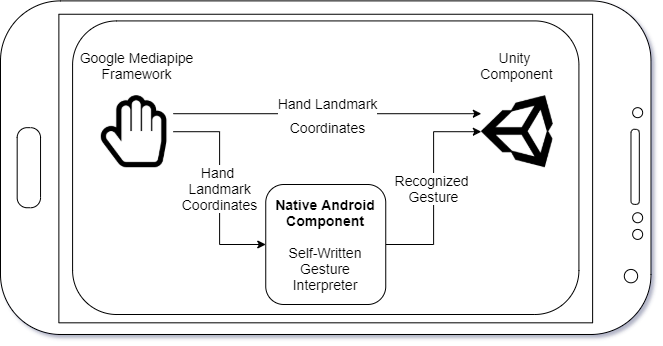 Google Mediapipe
Framework
Unity
Component
Hand Landmark
Coordinates
Hand
Landmark
Coordinates
Recognized
Gesture
Native Android
Component
Self-Written
Gesture
Interpreter